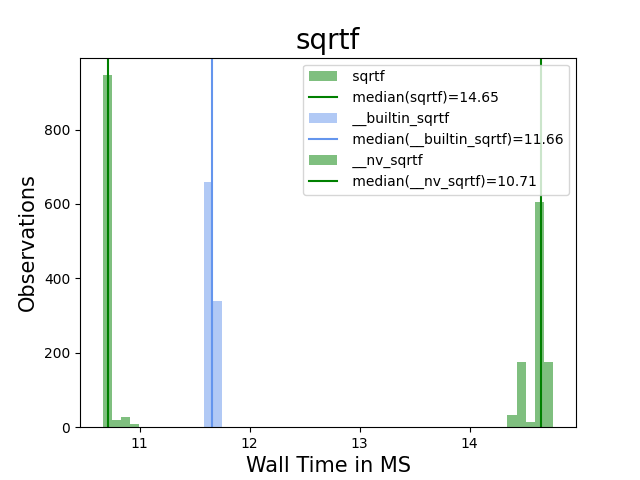 sqrtf
Observations
800
600
400
200
0
sqrtf
median(sqrtf)=14.65
__builtin_sqrtf
median(__builtin_sqrtf)=11.66
__nv_sqrtf
median(__nv_sqrtf)=10.71
11 12 13 14
Wall Time in MS